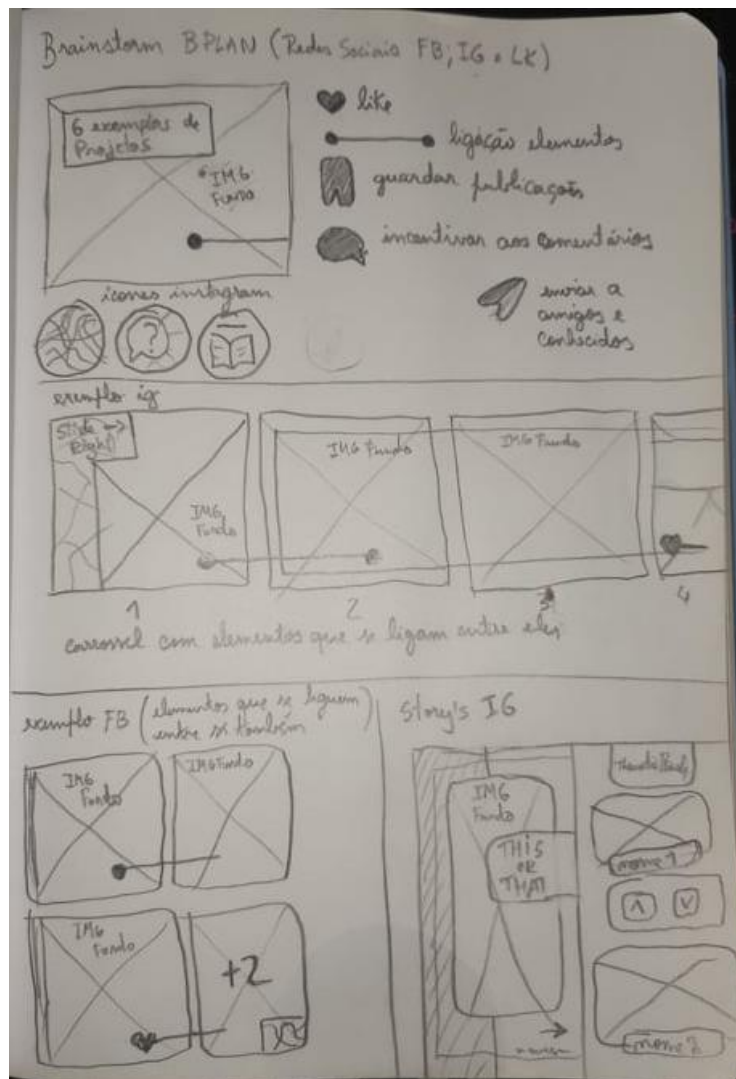 Brainstorm BPLAN (Redes Sociais FB, IG e LK)
6 exemplos de
Projetos
IMG
Fundo
like
ligação elementos
guardar publicações
incentivar aos comentários
enviar a
amigos e
conhecidos
icones instagram
?
exemplo ig
Slide →
Right
IMG
Fundo
IMG Fundo
IMG Fundo
1
2
3
4
carrossel com elementos que se ligam entre eles
exemplo FB (elementos que se liguem
entre si também)
IMG
Fundo
IMG Fundo
IMG
Fundo
+2
Story's IG
IMG
Fundo
THIS
OR
THAT
nome 1
nome 2